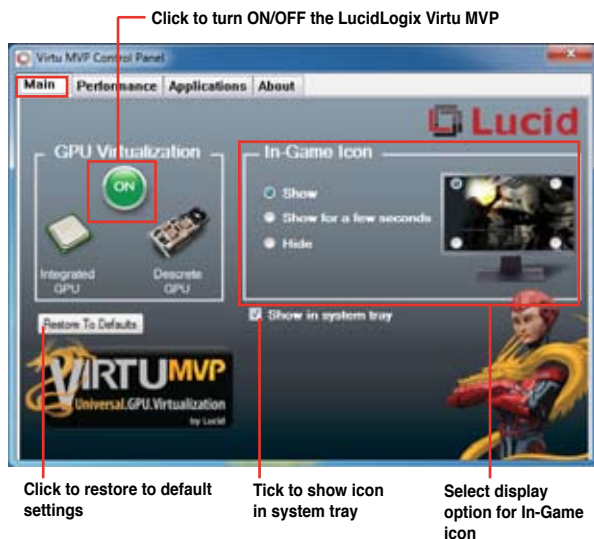 Click to turn ON/OFF the LucidLogix Virtu MVP
Virtu MVP Control Panel
Main Performance Applications About
Lucid
GPU Virtualization
ON
Integrated GPU
Descrete GPU
In-Game Icon
Show
Show for a few seconds
Hide
Restore To Defaults
Show in system tray
VIRTU MVP
Universal.GPU.Virtualization
by Lucid
Click to restore to default settings
Tick to show icon in system tray
Select display option for In-Game icon